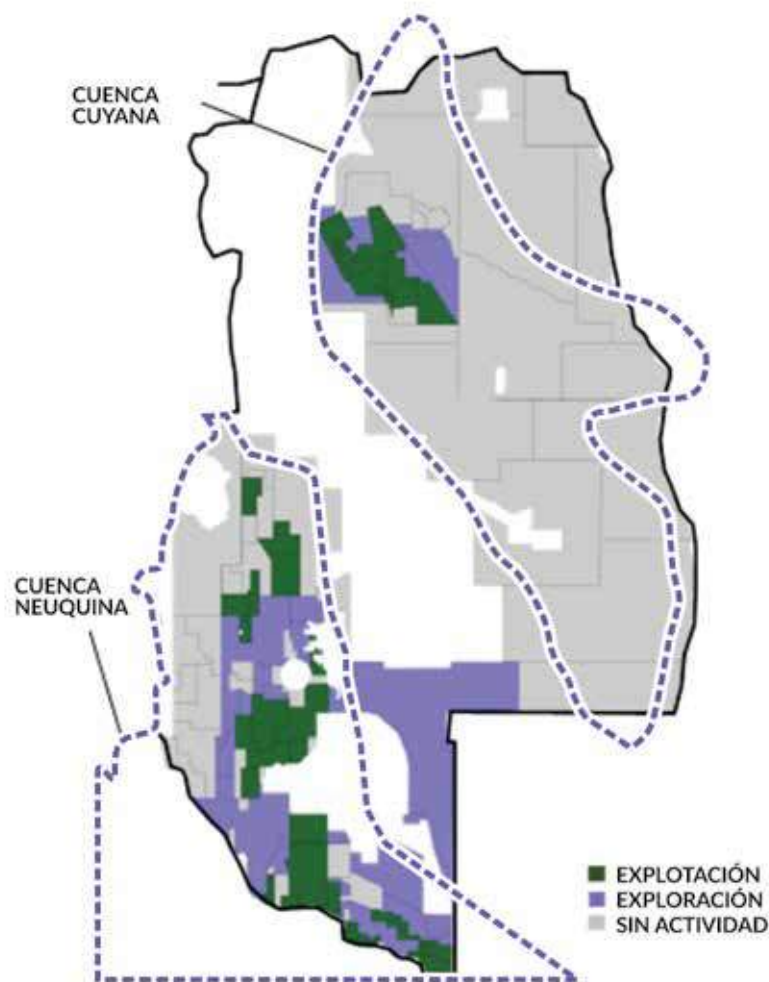 CUENCA
CUYANA
CUENCA
NEUQUINA
EXPLOTACIÓN
EXPLORACIÓN
SIN ACTIVIDAD